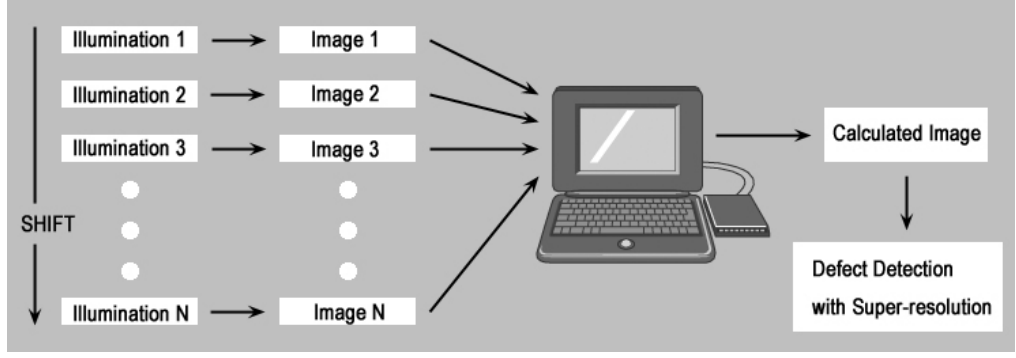 Illumination 1
Image 1
Illumination 2
Image 2
Illumination 3
Image 3
SHIFT
Illumination N
Image N
Calculated Image
Defect Detection
with Super-resolution